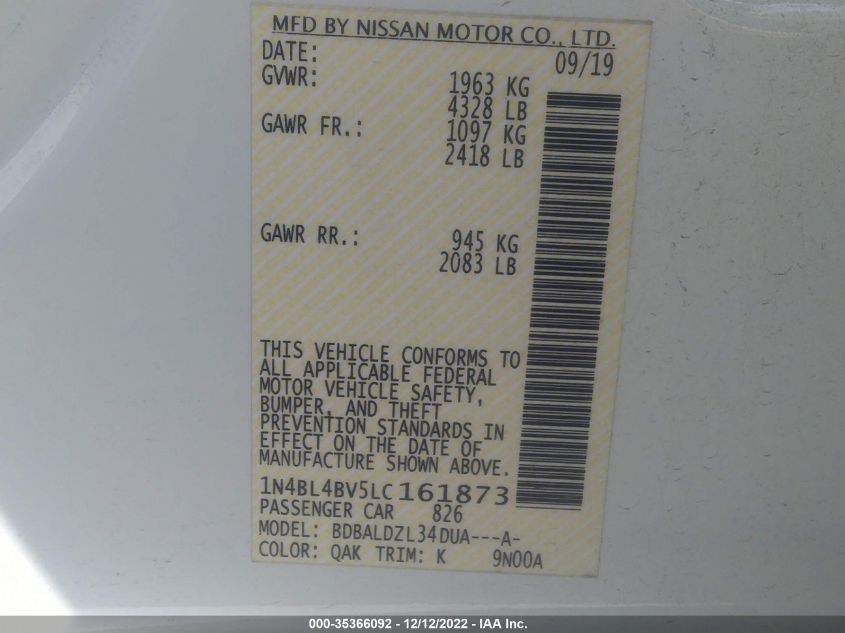 MFD BY NISSAN MOTOR CO., LTD.
DATE: 09/19
GVWR: 1963 KG
4328 LB
GAWR FR.: 1097 KG
2418 LB
GAWR RR.: 945 KG
2083 LB
THIS VEHICLE CONFORMS TO
ALL APPLICABLE FEDERAL
MOTOR VEHICLE SAFETY,
BUMPER, AND THEFT
PREVENTION STANDARDS IN
EFFECT ON THE DATE OF
MANUFACTURE SHOWN ABOVE.
1N4BL4BV5LC161873
PASSENGER CAR 826
MODEL: BDBALDZL34DUA---A-
COLOR: QAK TRIM: K 9N00A
000-35366092 - 12/12/2022 - IAA Inc.